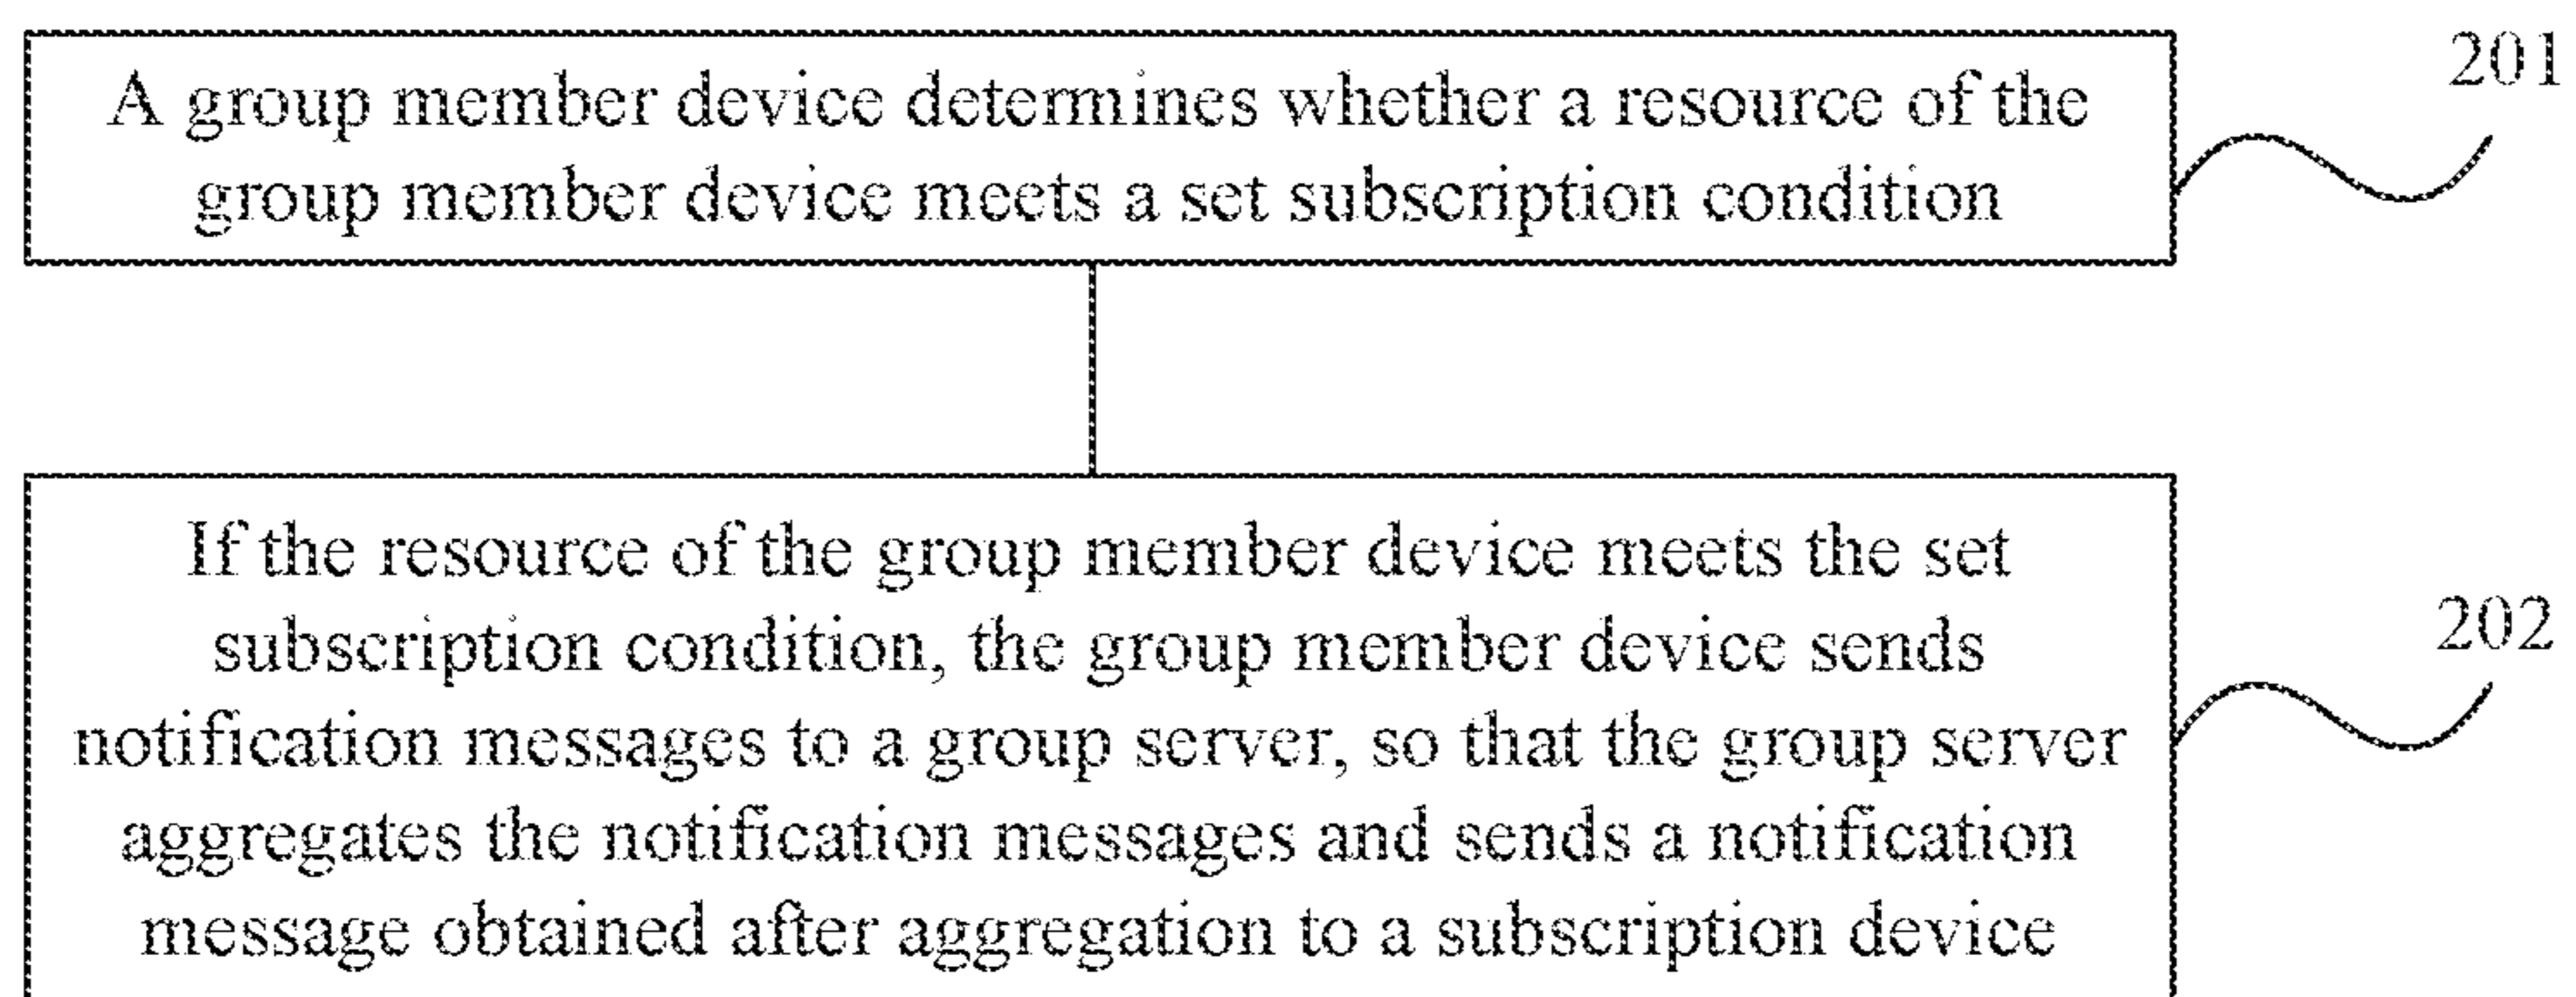 A group member device determines whether a resource of the
group member device meets a set subscription condition
201
If the resource of the group member device meets the set
subscription condition, the group member device sends
notification messages to a group server, so that the group server
aggregates the notification messages and sends a notification
message obtained after aggregation to a subscription device
202